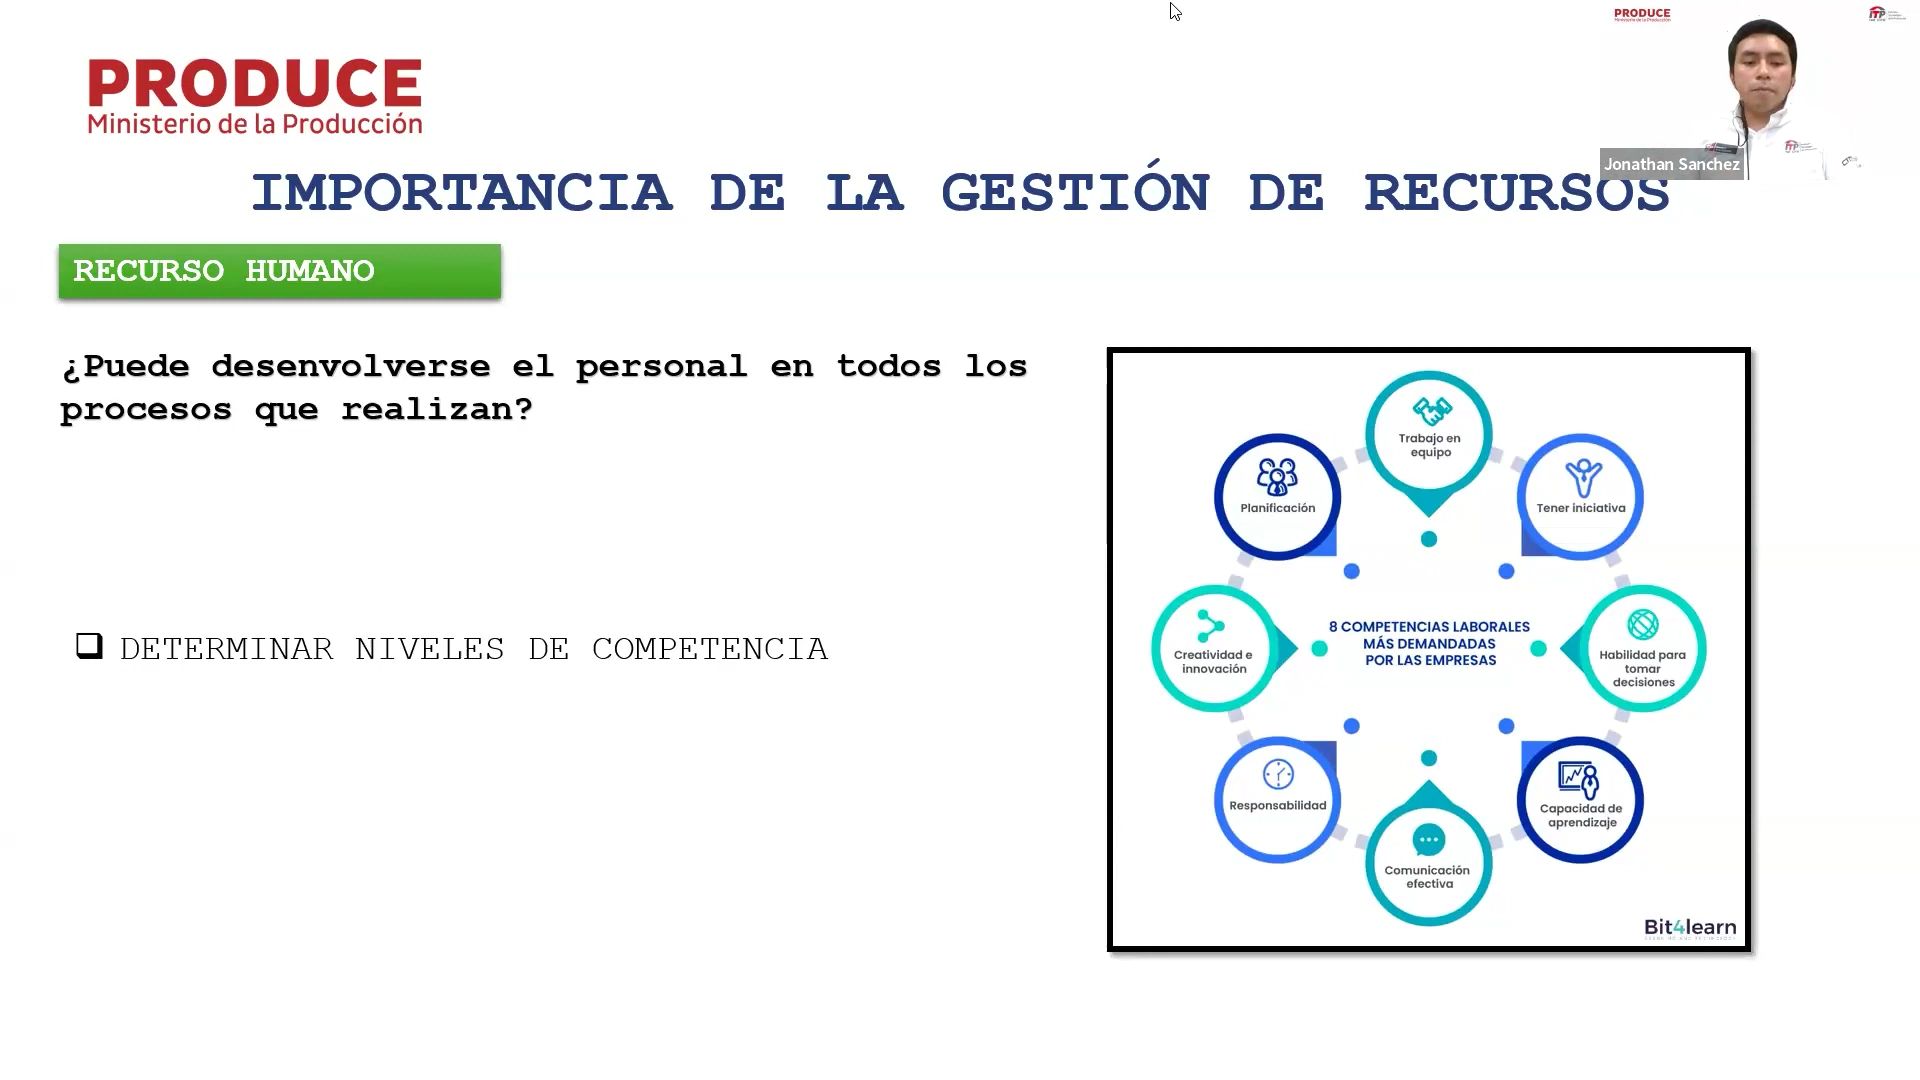 PRODUCE
Ministerio de la Producción
PRODUCE
ITP
ITP
Jonathan Sanchez
IMPORTANCIA DE LA GESTIÓN DE RECURSOS
RECURSO HUMANO
¿Puede desenvolverse el personal en todos los
procesos que realizan?
DETERMINAR NIVELES DE COMPETENCIA
Trabajo en
equipo
Planificación
Tener iniciativa
8 COMPETENCIAS LABORALES
MÁS DEMANDADAS
POR LAS EMPRESAS
Creatividad e
innovación
Habilidad para
tomar
decisiones
Responsabilidad
Capacidad de
aprendizaje
Comunicación
efectiva
Bit4learn